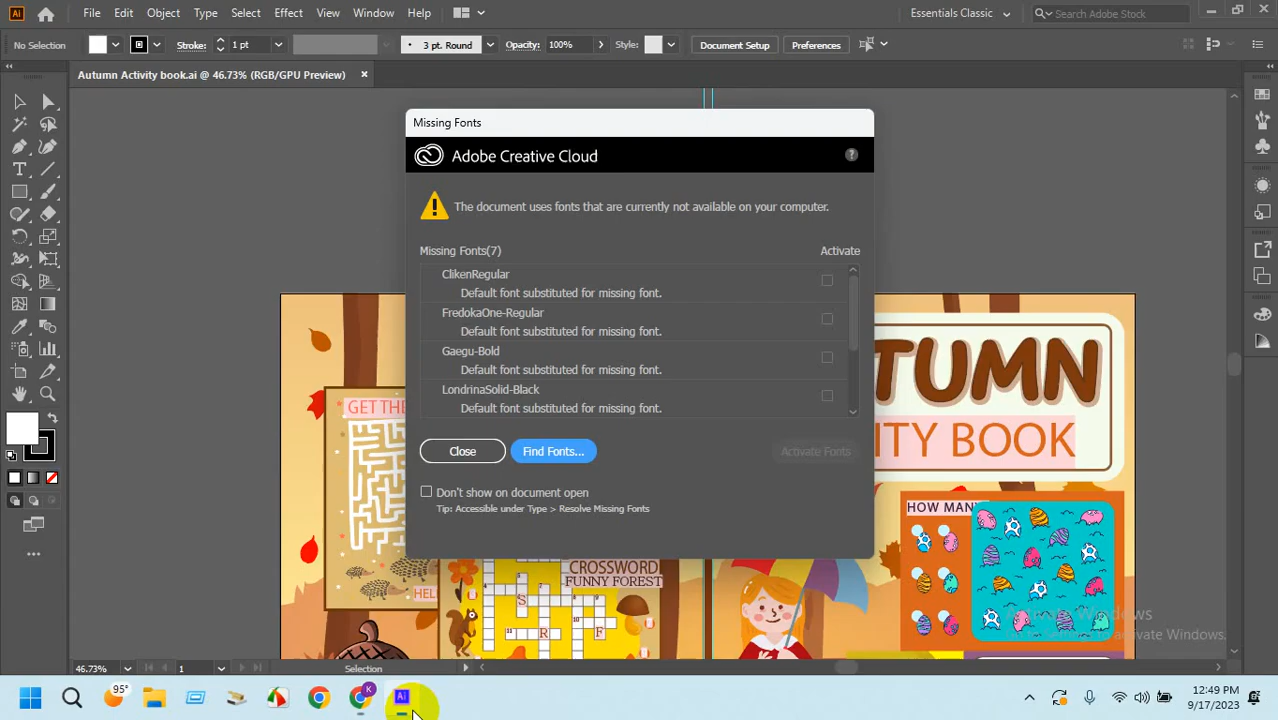 Ai File Edit Object Type Select Effect View Window Help Essentials Classic Search Adobe Stock
No Selection Stroke: 1 pt 3 pt. Round Opacity: 100% Style: Document Setup Preferences
Autumn Activity book.ai @ 46.73% (RGB/GPU Preview)
Missing Fonts
Adobe Creative Cloud
The document uses fonts that are currently not available on your computer.
Missing Fonts(7) Activate
ClikenRegular
Default font substituted for missing font.
FredokaOne-Regular
Default font substituted for missing font.
Gaegu-Bold
Default font substituted for missing font.
LondrinaSolid-Black
Default font substituted for missing font.
Close Find Fonts... Activate Fonts
Don't show on document open
Tip: Accessible under Type > Resolve Missing Fonts
GET THE
TUMN
ITY BOOK
HOW MAN
CROSSWORD
FUNNY FOREST
HEL
S
R
F
Activate Windows
to activate Windows.
46.73% 1 Selection
95°
K
Ai
12:49 PM
9/17/2023